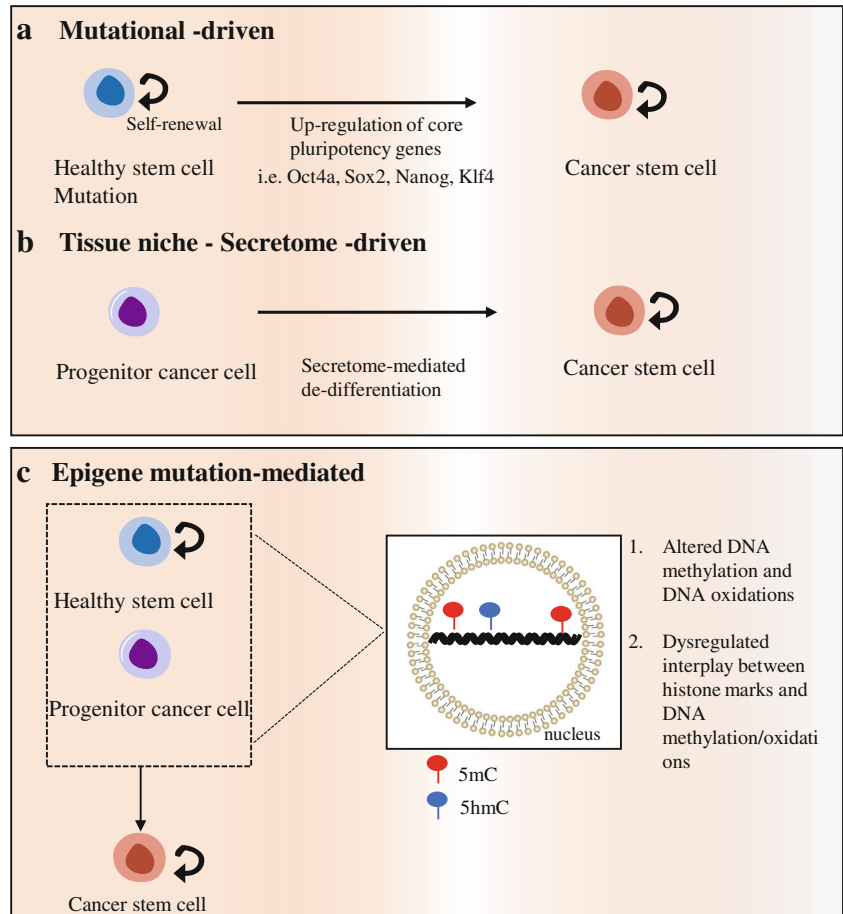 a Mutational -driven
Self-renewal
Healthy stem cell
Mutation
Up-regulation of core
pluripotency genes
i.e. Oct4a, Sox2, Nanog, Klf4
Cancer stem cell
b Tissue niche - Secretome -driven
Progenitor cancer cell
Secretome-mediated
de-differentiation
Cancer stem cell
c Epigene mutation-mediated
Healthy stem cell
Progenitor cancer cell
Cancer stem cell
nucleus
5mC
5hmC
1. Altered DNA
methylation and
DNA oxidations
2. Dysregulated
interplay between
histone marks and
DNA
methylation/oxidati
ons